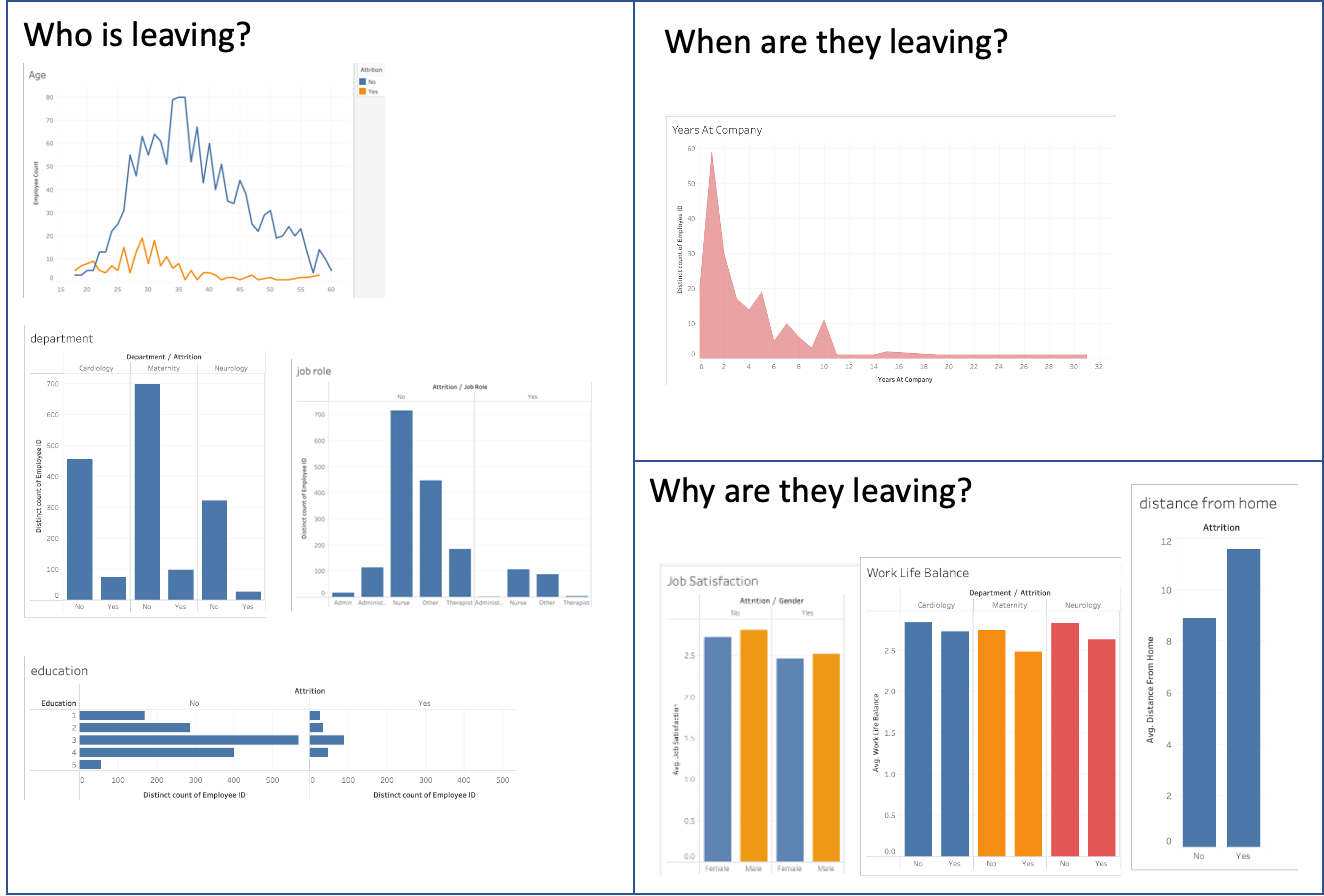 Who is leaving?
Age
Attrition
No
Yes
Employee Count
80
70
60
50
40
30
20
10
0
15 20 25 30 35 40 45 50 55 60
department
Department / Attrition
Cardiology Maternity Neurology
Distinct count of Employee ID
700
600
500
400
300
200
100
0
No Yes No Yes No Yes
job role
Attrition / Job Role
No Yes
Distinct count of Employee ID
700
600
500
400
300
200
100
0
Admin Administ.. Nurse Other Therapist Administ.. Nurse Other Therapist
education
Attrition
Education No Yes
1
2
3
4
5
0 100 200 300 400 500 0 100 200 300 400 500
Distinct count of Employee ID Distinct count of Employee ID
When are they leaving?
Years At Company
Distinct count of Employee ID
60
50
40
30
20
10
0
0 2 4 6 8 10 12 14 16 18 20 22 24 26 28 30 32
Years At Company
Why are they leaving?
Job Satisfaction
Attrition / Gender
No Yes
Avg. Job Satisfaction
2.5
2.0
1.5
1.0
0.5
0.0
Female Male Female Male
Work Life Balance
Department / Attrition
Cardiology Maternity Neurology
Avg. Work Life Balance
2.5
2.0
1.5
1.0
0.5
0.0
No Yes No Yes No Yes
distance from home
Attrition
Avg. Distance From Home
12
10
8
6
4
2
0
No Yes